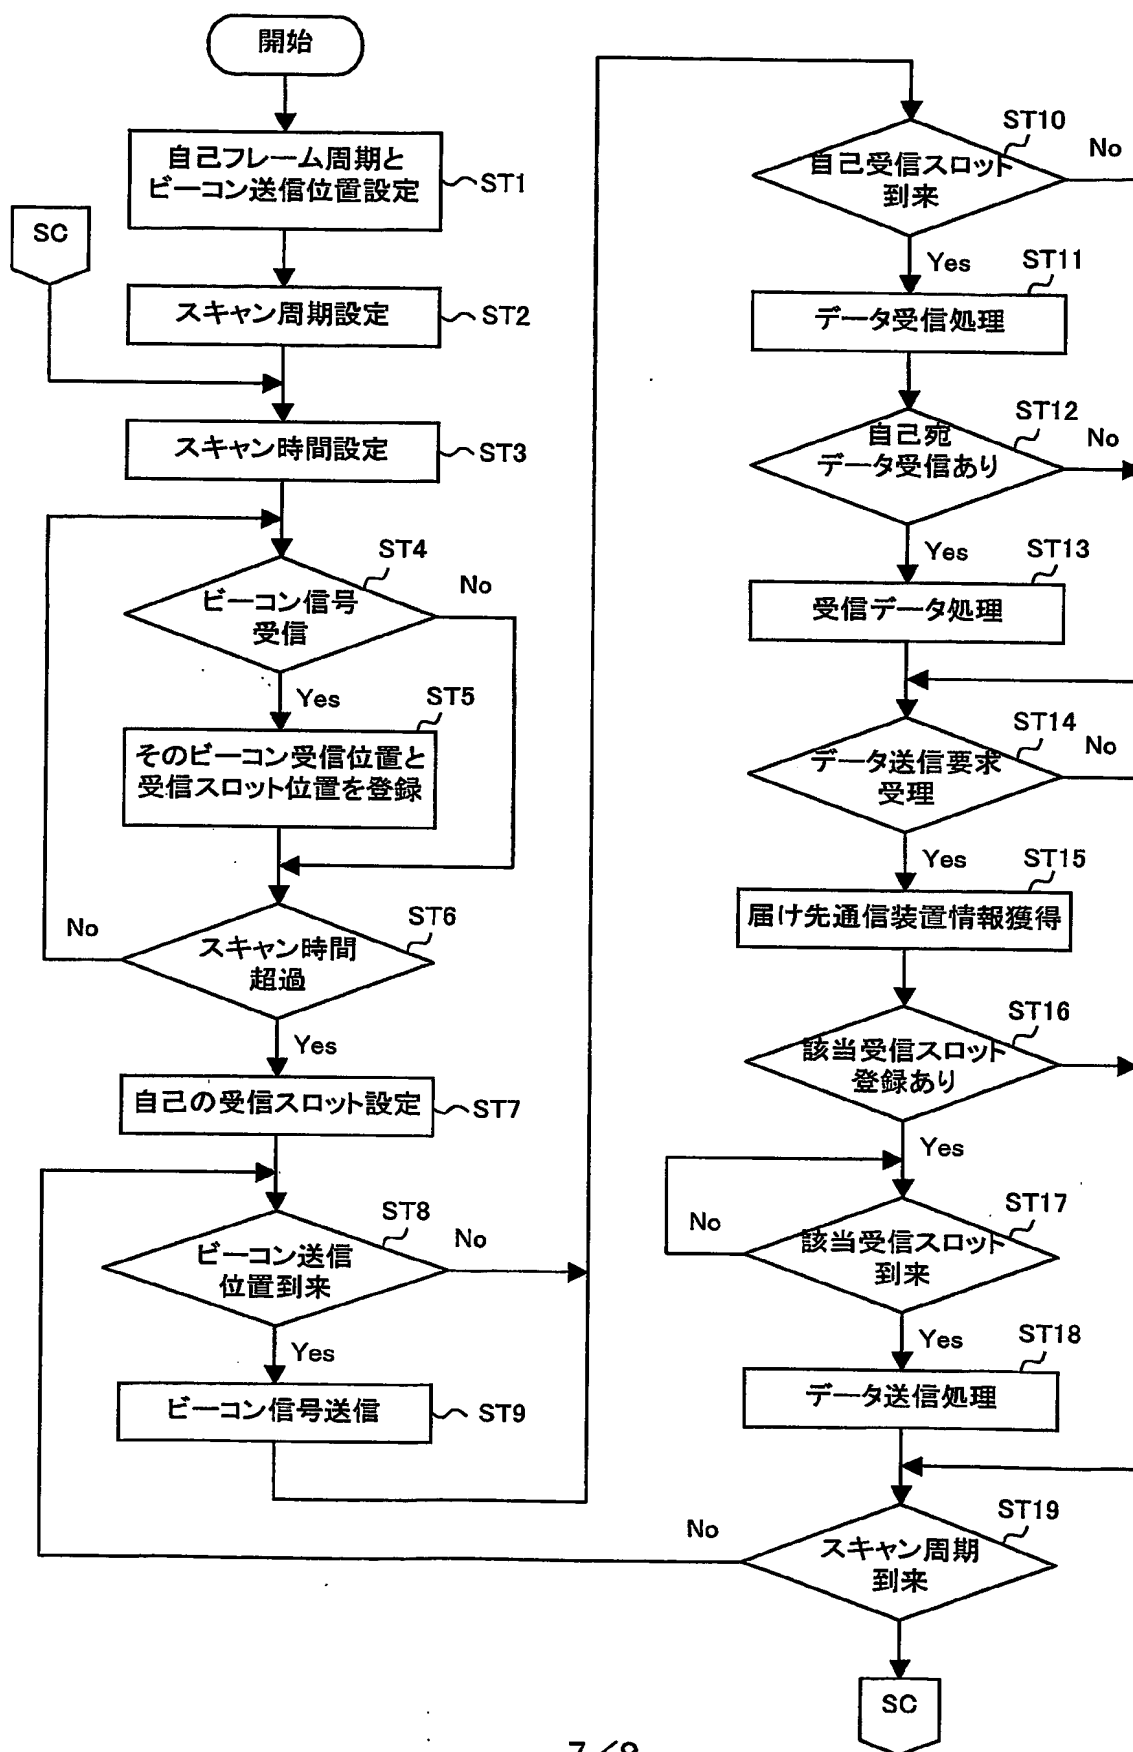 開始
自己フレーム周期と
ビーコン送信位置設定
ST1
SC
スキャン周期設定
ST2
スキャン時間設定
ST3
ST4
ビーコン信号
受信
No
Yes
ST5
そのビーコン受信位置と
受信スロット位置を登録
ST6
No
スキャン時間
超過
Yes
自己の受信スロット設定
ST7
ST8
ビーコン送信
位置到来
No
Yes
ビーコン信号送信
ST9
ST10
自己受信スロット
到来
No
Yes
ST11
データ受信処理
ST12
自己宛
データ受信あり
No
Yes
ST13
受信データ処理
ST14
データ送信要求
受理
No
Yes
ST15
届け先通信装置情報獲得
ST16
該当受信スロット
登録あり
Yes
ST17
No
該当受信スロット
到来
Yes
ST18
データ送信処理
ST19
No
スキャン周期
到来
SC